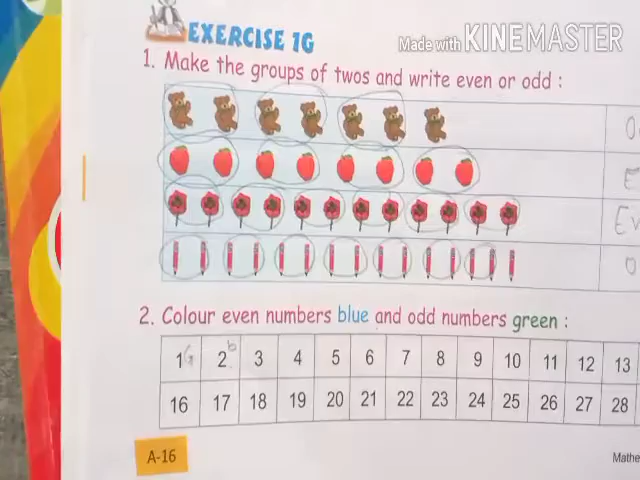 EXERCISE 1G
Made with KINEMASTER
1. Make the groups of twos and write even or odd :
2. Colour even numbers blue and odd numbers green :
1 G 2 b 3 4 5 6 7 8 9 10 11 12 13
16 17 18 19 20 21 22 23 24 25 26 27 28
A-16
Mathe